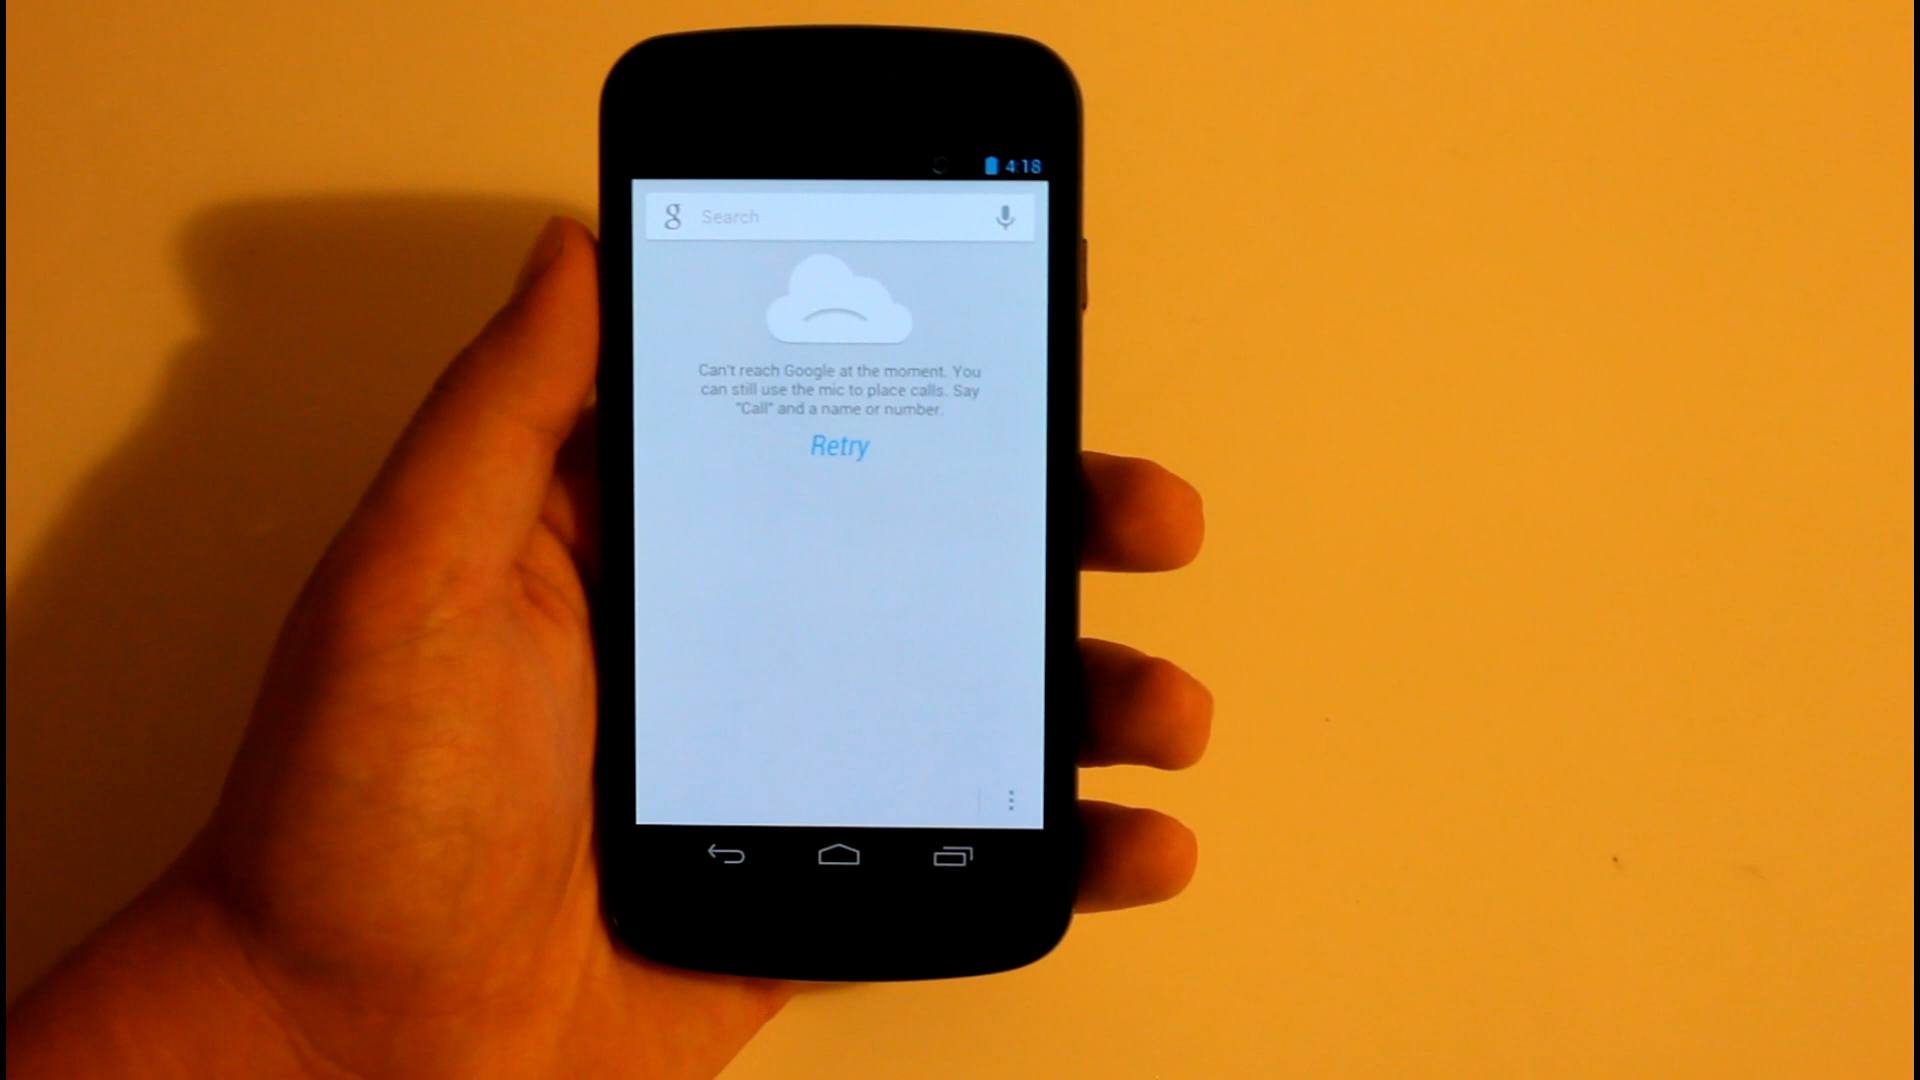 4:18
g Search
Can't reach Google at the moment. You
can still use the mic to place calls. Say
"Call" and a name or number.
Retry